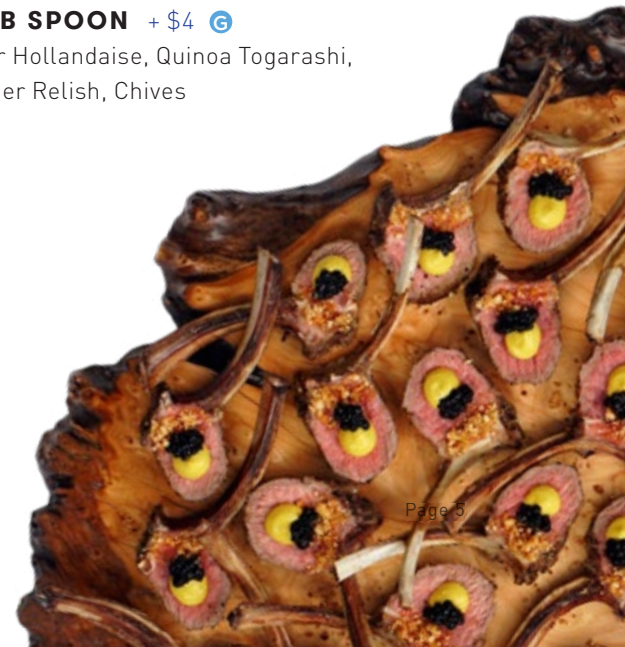 B SPOON + $4 G
r Hollandaise, Quinoa Togarashi,
er Relish, Chives
Page 5